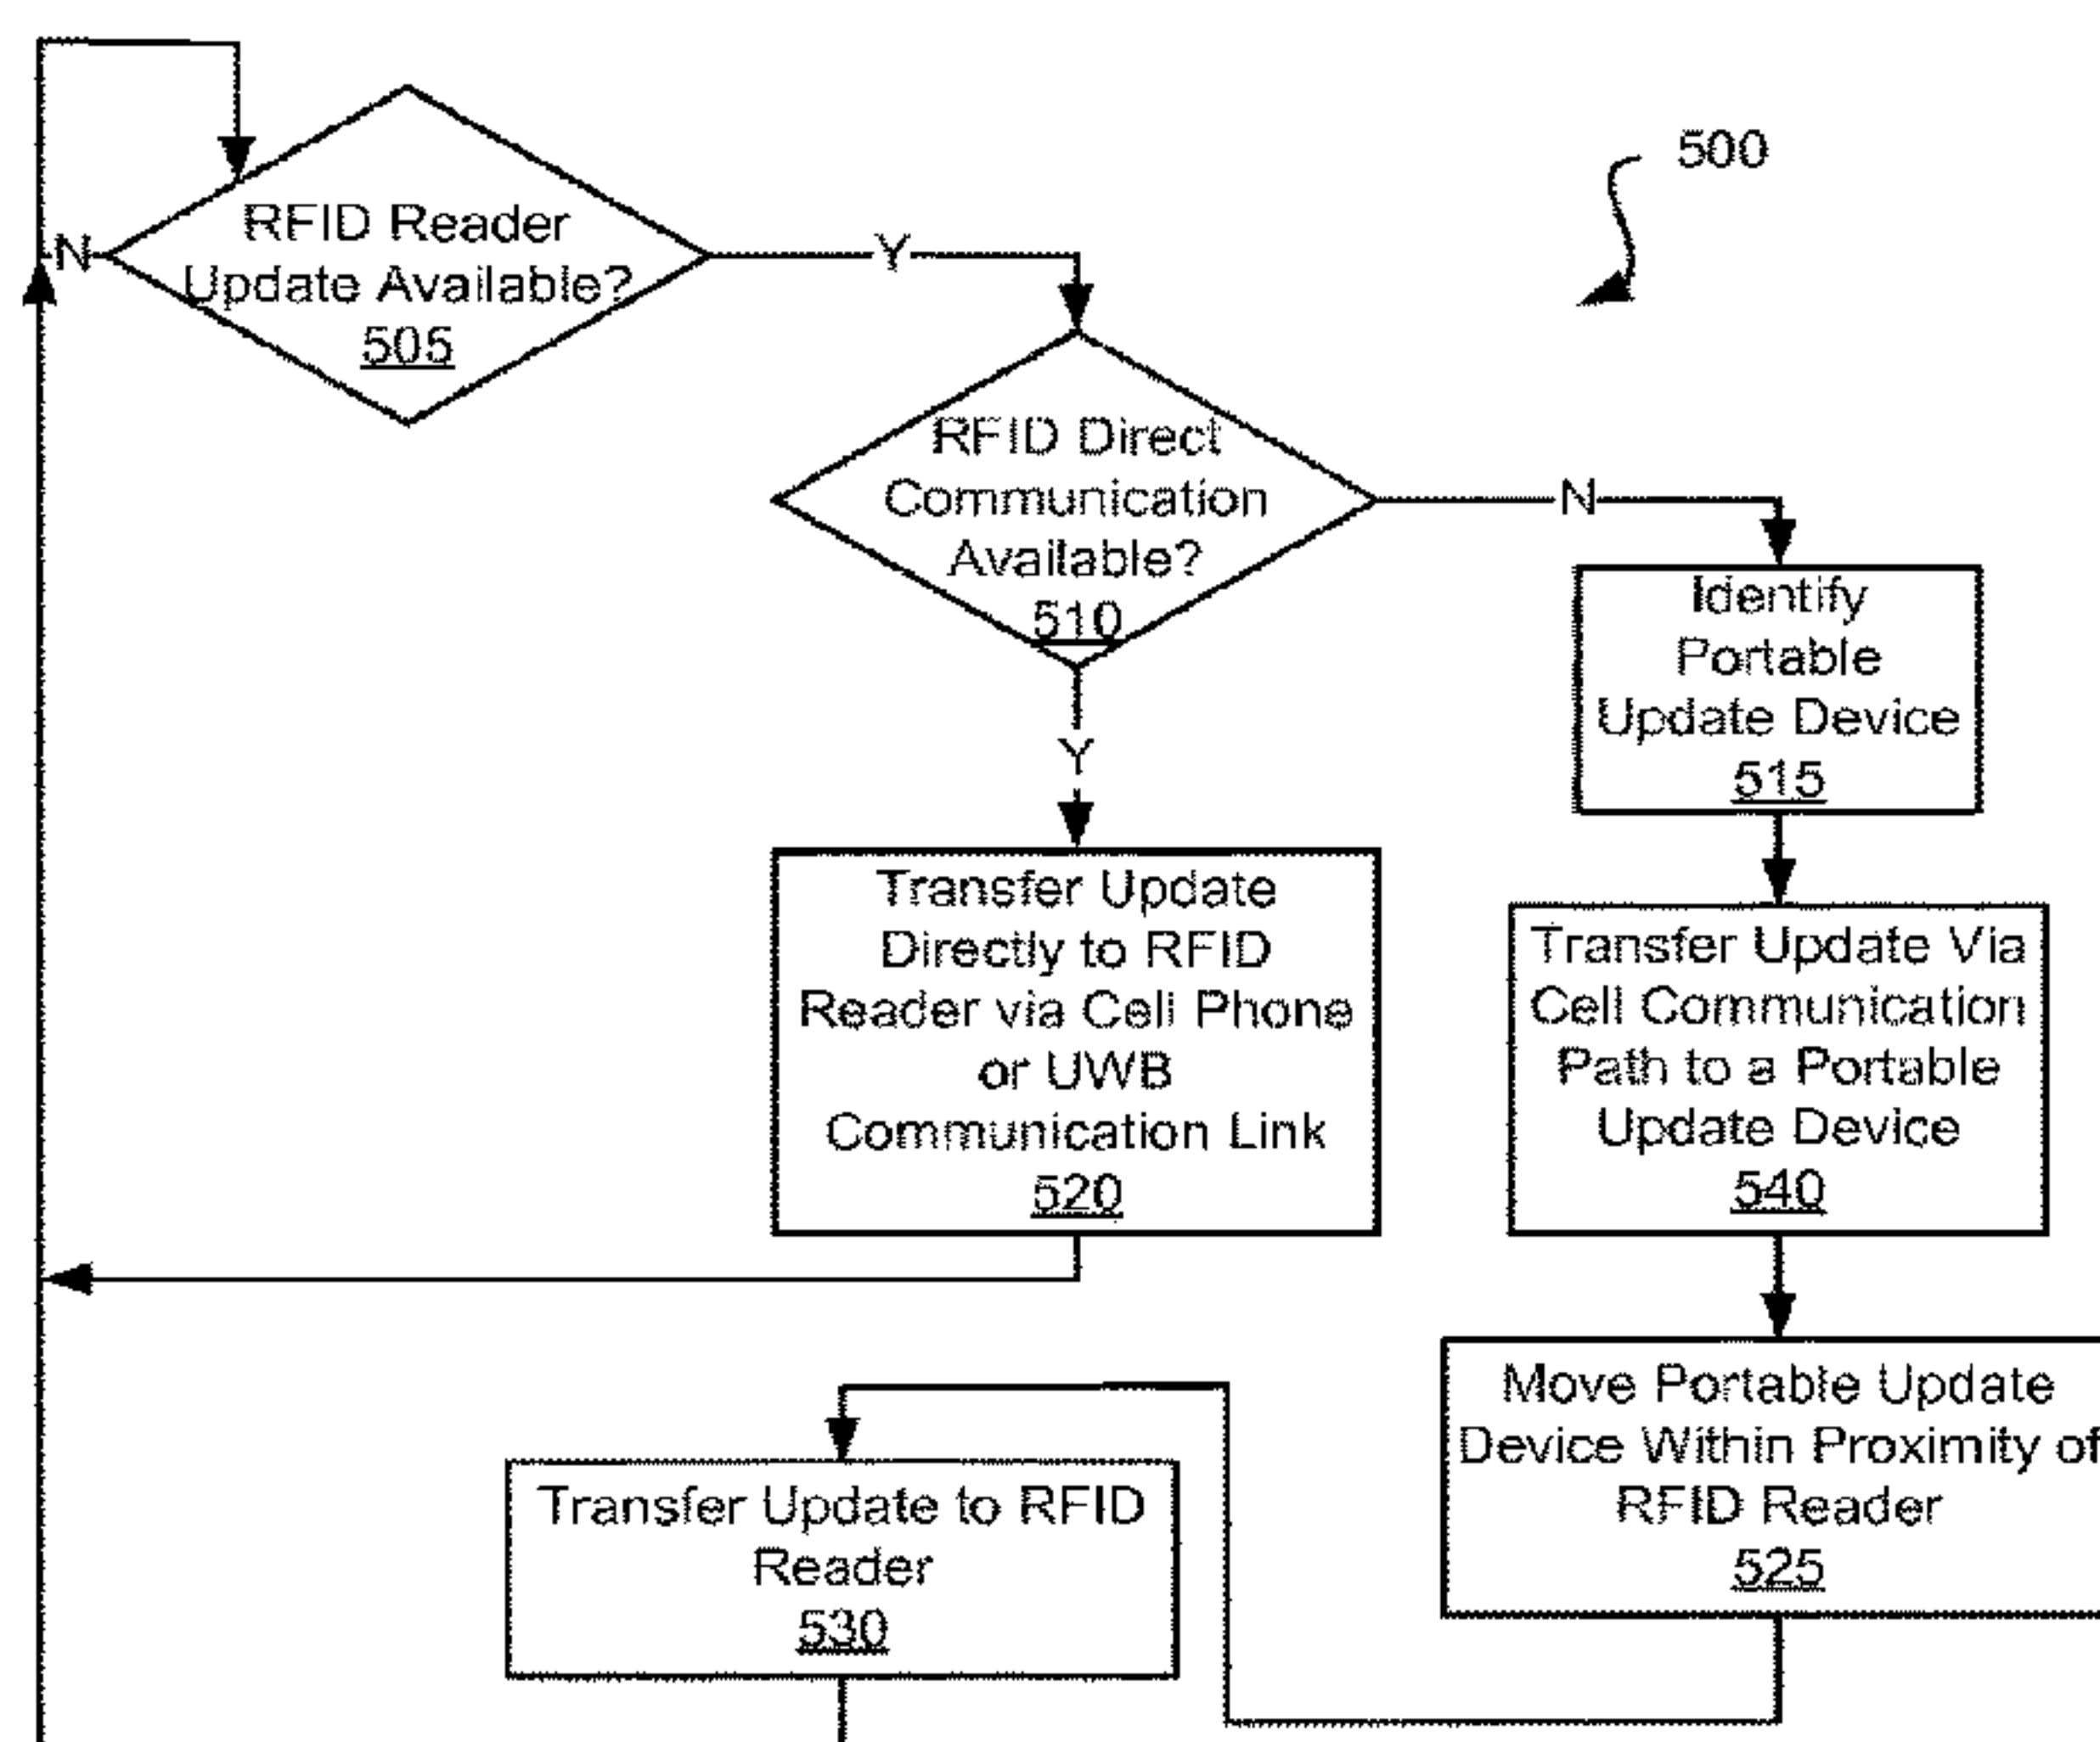 500
RFID Reader
Update Available?
505
N
Y
RFID Direct
Communication
Available?
510
N
Y
Identify
Portable
Update Device
515
Transfer Update
Directly to RFID
Reader via Cell Phone
or UWB
Communication Link
520
Transfer Update Via
Cell Communication
Path to a Portable
Update Device
540
Move Portable Update
Device Within Proximity of
RFID Reader
525
Transfer Update to RFID
Reader
530